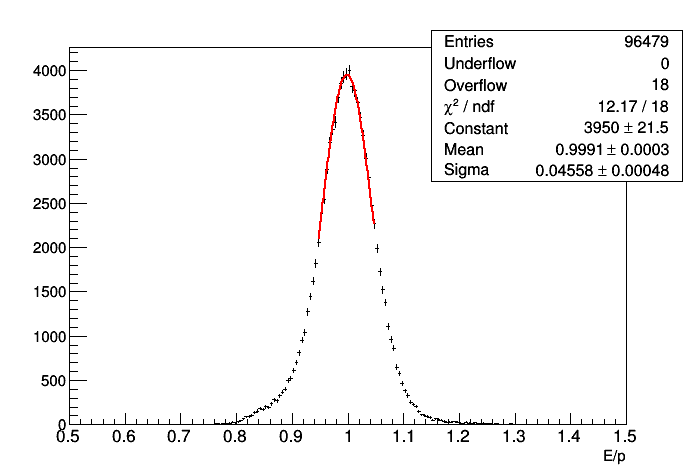 Entries 96479
Underflow 0
Overflow 18
χ² / ndf 12.17 / 18
Constant 3950 ± 21.5
Mean 0.9991 ± 0.0003
Sigma 0.04558 ± 0.00048
4000
3500
3000
2500
2000
1500
1000
500
0
0.5 0.6 0.7 0.8 0.9 1 1.1 1.2 1.3 1.4 1.5
E/p